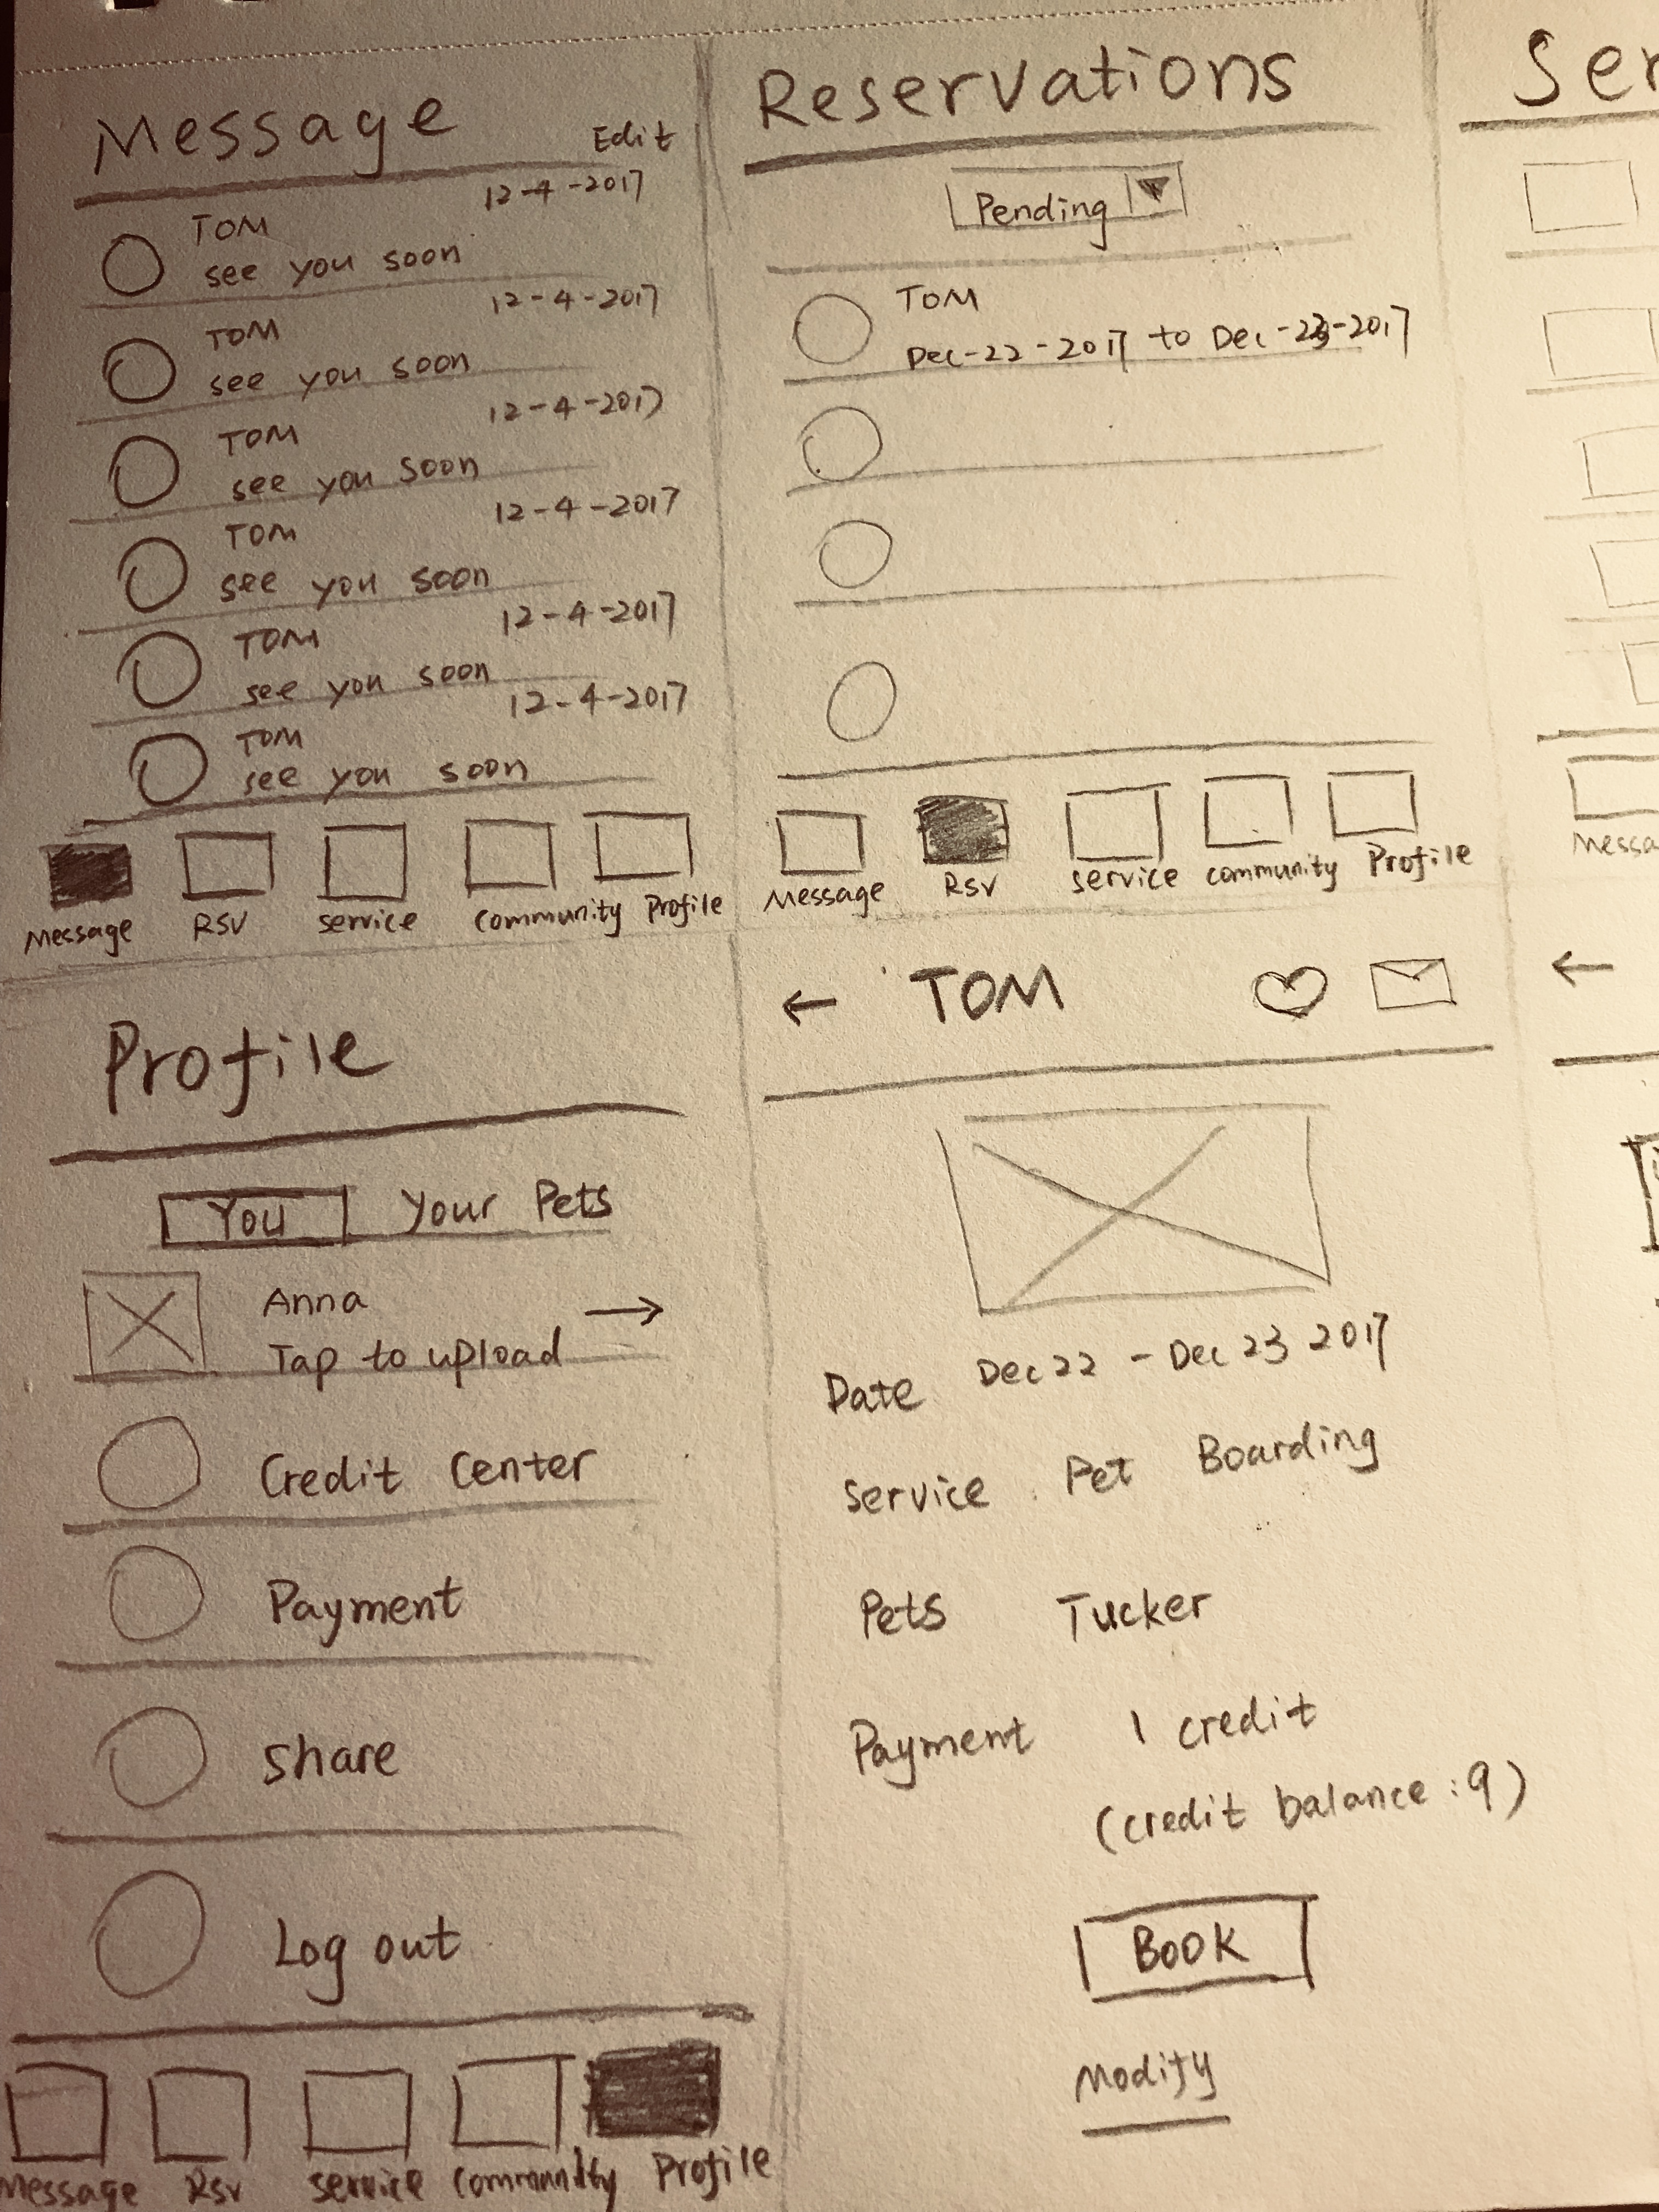 Message
Edit
12-4-2017
TOM
see you soon
12-4-2017
TOM
see you soon
12-4-2017
TOM
see you soon
12-4-2017
TOM
see you soon
12-4-2017
TOM
see you soon
12-4-2017
TOM
see you soon
Message RSV service community Profile
Reservations
Pending
TOM
Dec-22-2017 to Dec-23-2017
Message RSV service community Profile
Ser
Messa
Profile
You Your Pets
Anna
Tap to upload
Credit Center
Payment
share
Log out
Message RSV service community Profile
← TOM
Date Dec 22 - Dec 23 2017
service Pet Boarding
Pets Tucker
Payment 1 credit
(credit balance : 9)
BOOK
Modify
←